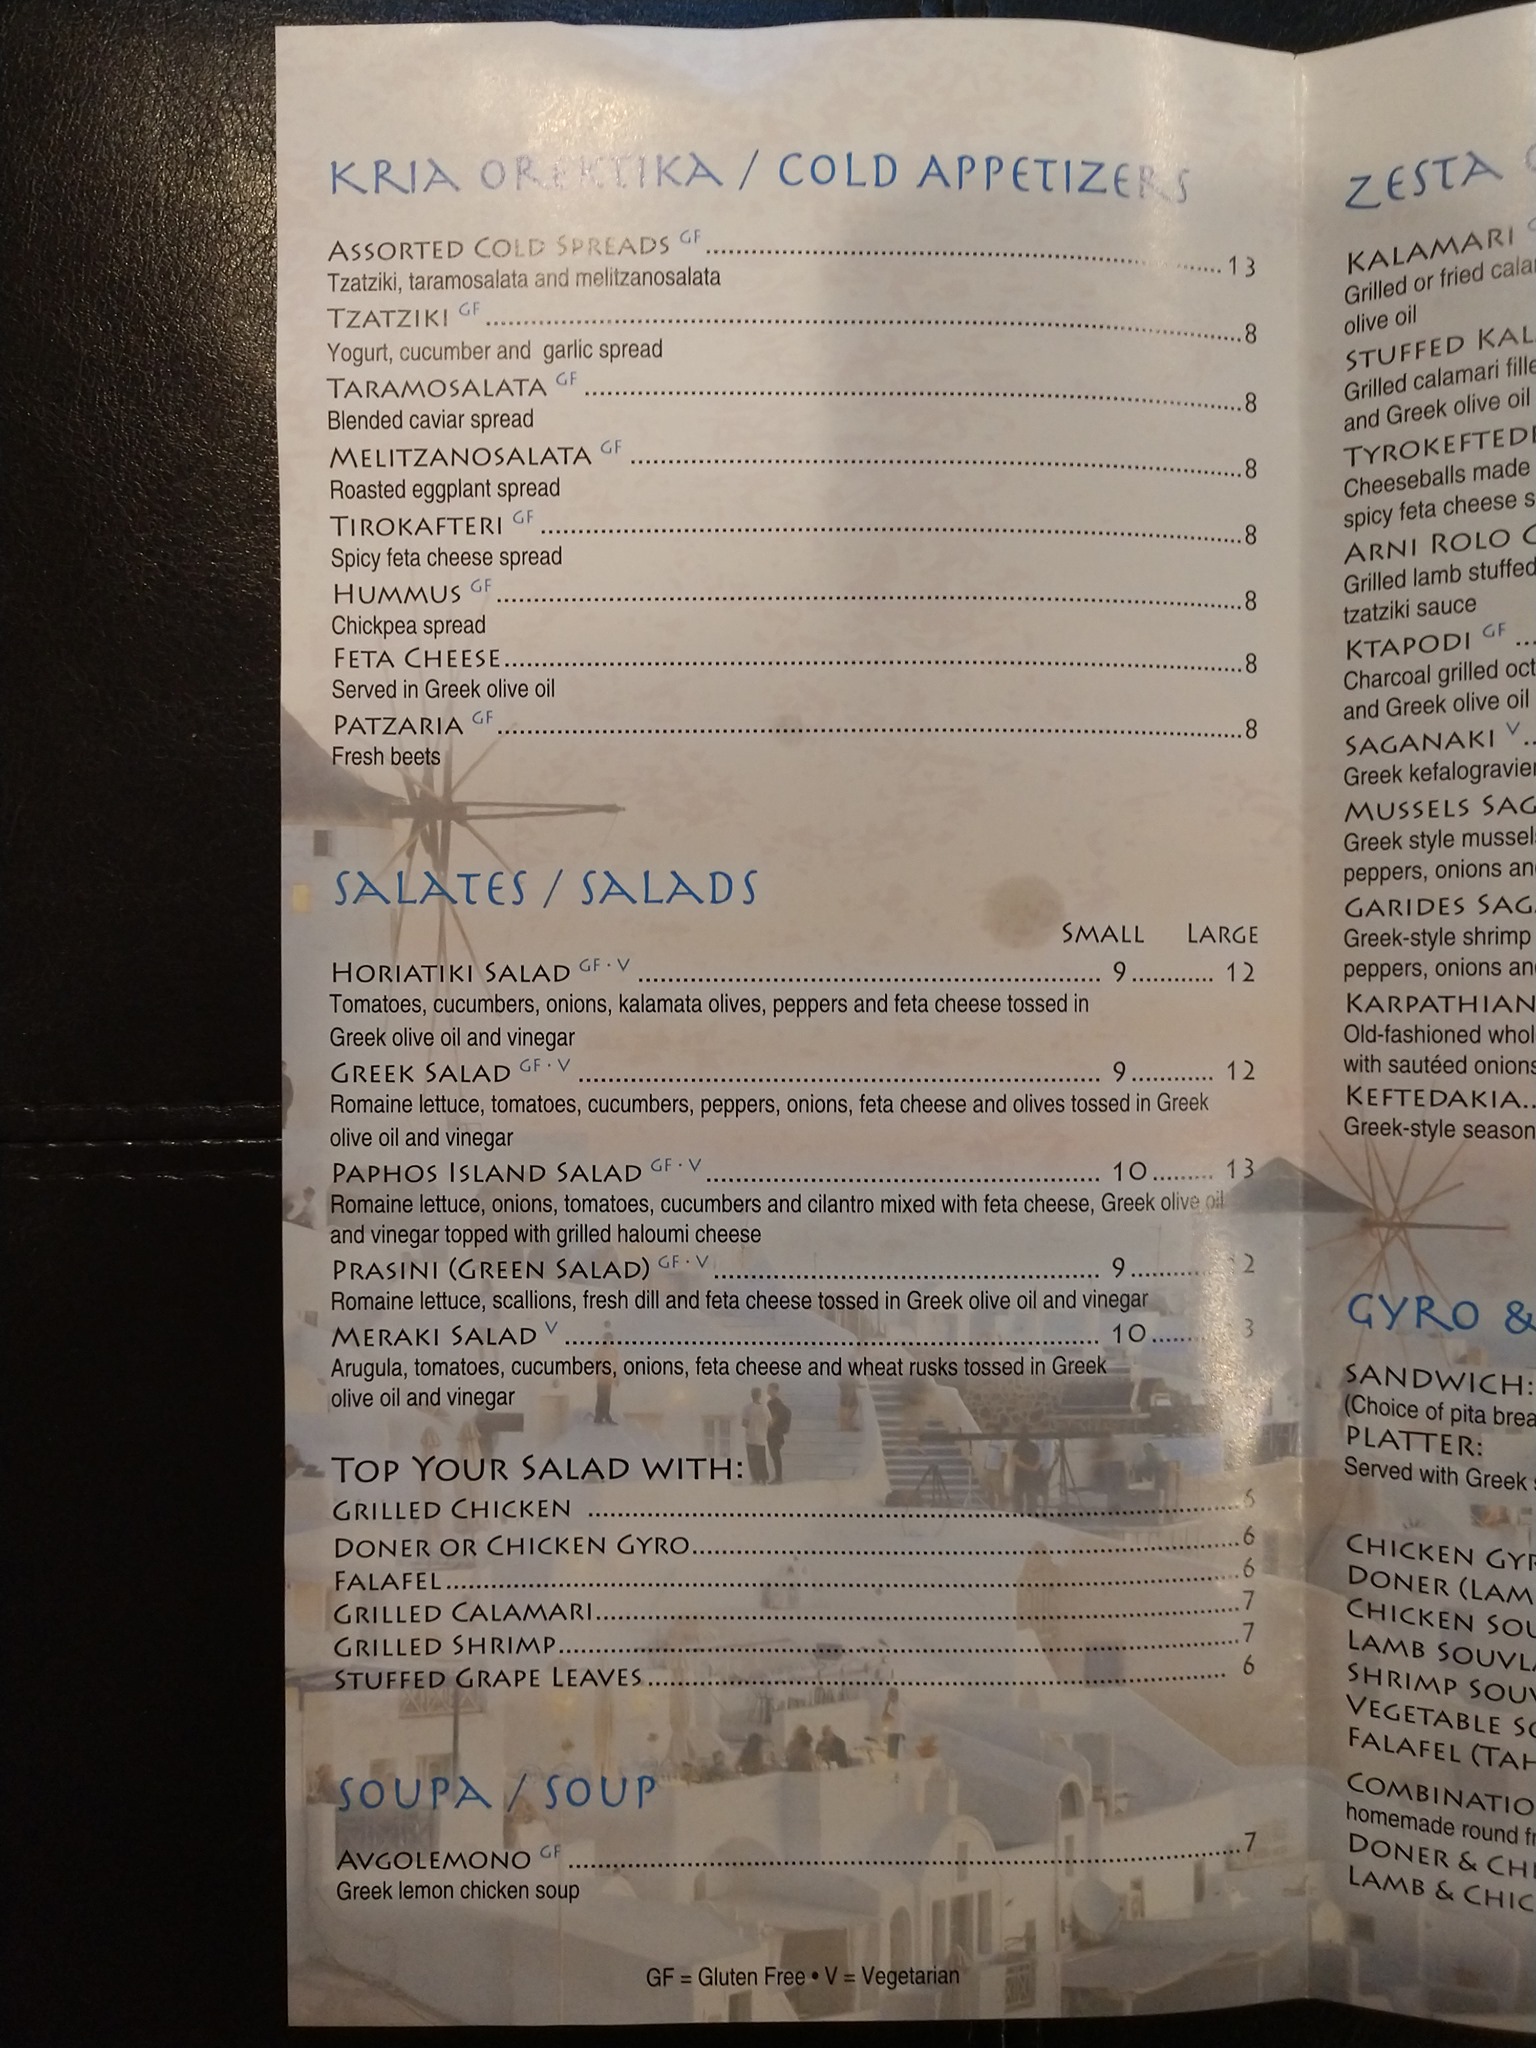 KRIA OREKTIKA / COLD APPETIZERS
ASSORTED COLD SPREADS GF 13
Tzatziki, taramosalata and melitzanosalata
TZATZIKI GF 8
Yogurt, cucumber and garlic spread
TARAMOSALATA GF 8
Blended caviar spread
MELITZANOSALATA GF 8
Roasted eggplant spread
TIROKAFTERI GF 8
Spicy feta cheese spread
HUMMUS GF 8
Chickpea spread
FETA CHEESE 8
Served in Greek olive oil
PATZARIA GF 8
Fresh beets
SALATES / SALADS
SMALL LARGE
HORIATIKI SALAD GF · V 9 12
Tomatoes, cucumbers, onions, kalamata olives, peppers and feta cheese tossed in
Greek olive oil and vinegar
GREEK SALAD GF · V 9 12
Romaine lettuce, tomatoes, cucumbers, peppers, onions, feta cheese and olives tossed in Greek
olive oil and vinegar
PAPHOS ISLAND SALAD GF · V 10 13
Romaine lettuce, onions, tomatoes, cucumbers and cilantro mixed with feta cheese, Greek olive oil
and vinegar topped with grilled haloumi cheese
PRASINI (GREEN SALAD) GF · V 9
Romaine lettuce, scallions, fresh dill and feta cheese tossed in Greek olive oil and vinegar
MERAKI SALAD V 10
Arugula, tomatoes, cucumbers, onions, feta cheese and wheat rusks tossed in Greek
olive oil and vinegar
TOP YOUR SALAD WITH:
GRILLED CHICKEN
DONER OR CHICKEN GYRO 6
FALAFEL 6
GRILLED CALAMARI 7
GRILLED SHRIMP 7
STUFFED GRAPE LEAVES 6
SOUPA / SOUP
AVGOLEMONO GF 7
Greek lemon chicken soup
GF = Gluten Free • V = Vegetarian
ZESTA
KALAMARI
Grilled or fried
olive oil
STUFFED
Grilled calamari
and Greek olive oil
Cheeseballs made
spicy feta cheese
ARNI ROLO
Grilled lamb stuffed
tzatziki sauce
KTAPODI GF
Charcoal grilled
and Greek olive oil
SAGANAKI V
Greek
MUSSELS
Greek style
peppers, onions
GARIDES
Greek-style shrimp
peppers, onions
KARPATHIAN
Old-fashioned
with sautéed
KEFTEDAKIA
Greek-style
GYRO &
SANDWICH:
(Choice of pita
PLATTER:
Served with Greek
CHICKEN
DONER
CHICKEN
LAMB
SHRIMP
VEGETABLE
FALAFEL
homemade round
DONER &
LAMB &